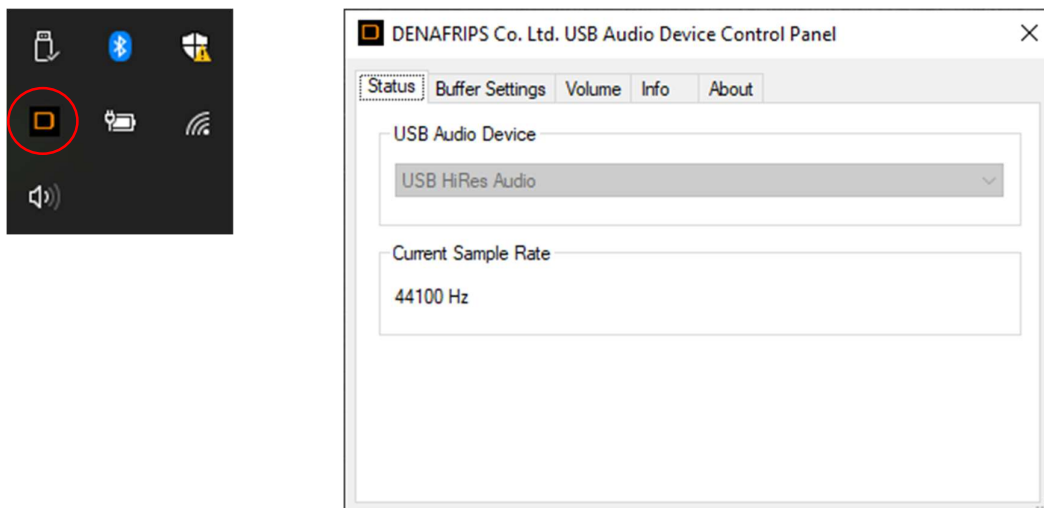 DENAFRIPS Co. Ltd. USB Audio Device Control Panel
Status Buffer Settings Volume Info About
USB Audio Device
USB HiRes Audio
Current Sample Rate
44100 Hz